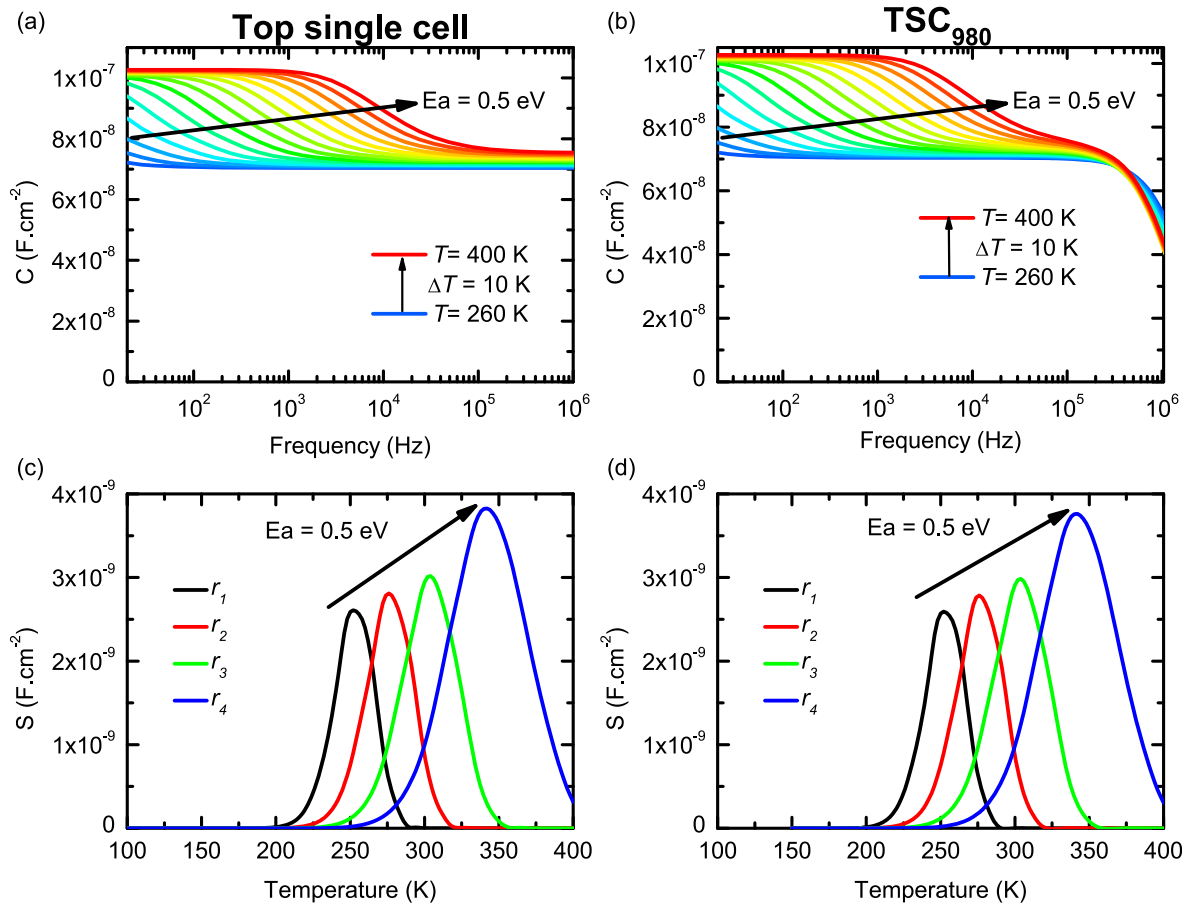 (a)
Top single cell
1x10⁻⁷
8x10⁻⁸
6x10⁻⁸
4x10⁻⁸
2x10⁻⁸
0
C (F.cm⁻²)
Ea = 0.5 eV
T= 400 K
ΔT = 10 K
T= 260 K
10² 10³ 10⁴ 10⁵ 10⁶
Frequency (Hz)
(b)
TSC₉₈₀
1x10⁻⁷
8x10⁻⁸
6x10⁻⁸
4x10⁻⁸
2x10⁻⁸
0
C (F.cm⁻²)
Ea = 0.5 eV
T= 400 K
ΔT = 10 K
T= 260 K
10² 10³ 10⁴ 10⁵ 10⁶
Frequency (Hz)
(c)
4x10⁻⁹
3x10⁻⁹
2x10⁻⁹
1x10⁻⁹
0
S (F.cm⁻²)
Ea = 0.5 eV
r₁
r₂
r₃
r₄
100 150 200 250 300 350 400
Temperature (K)
(d)
4x10⁻⁹
3x10⁻⁹
2x10⁻⁹
1x10⁻⁹
0
S (F.cm⁻²)
Ea = 0.5 eV
r₁
r₂
r₃
r₄
100 150 200 250 300 350 400
Temperature (K)